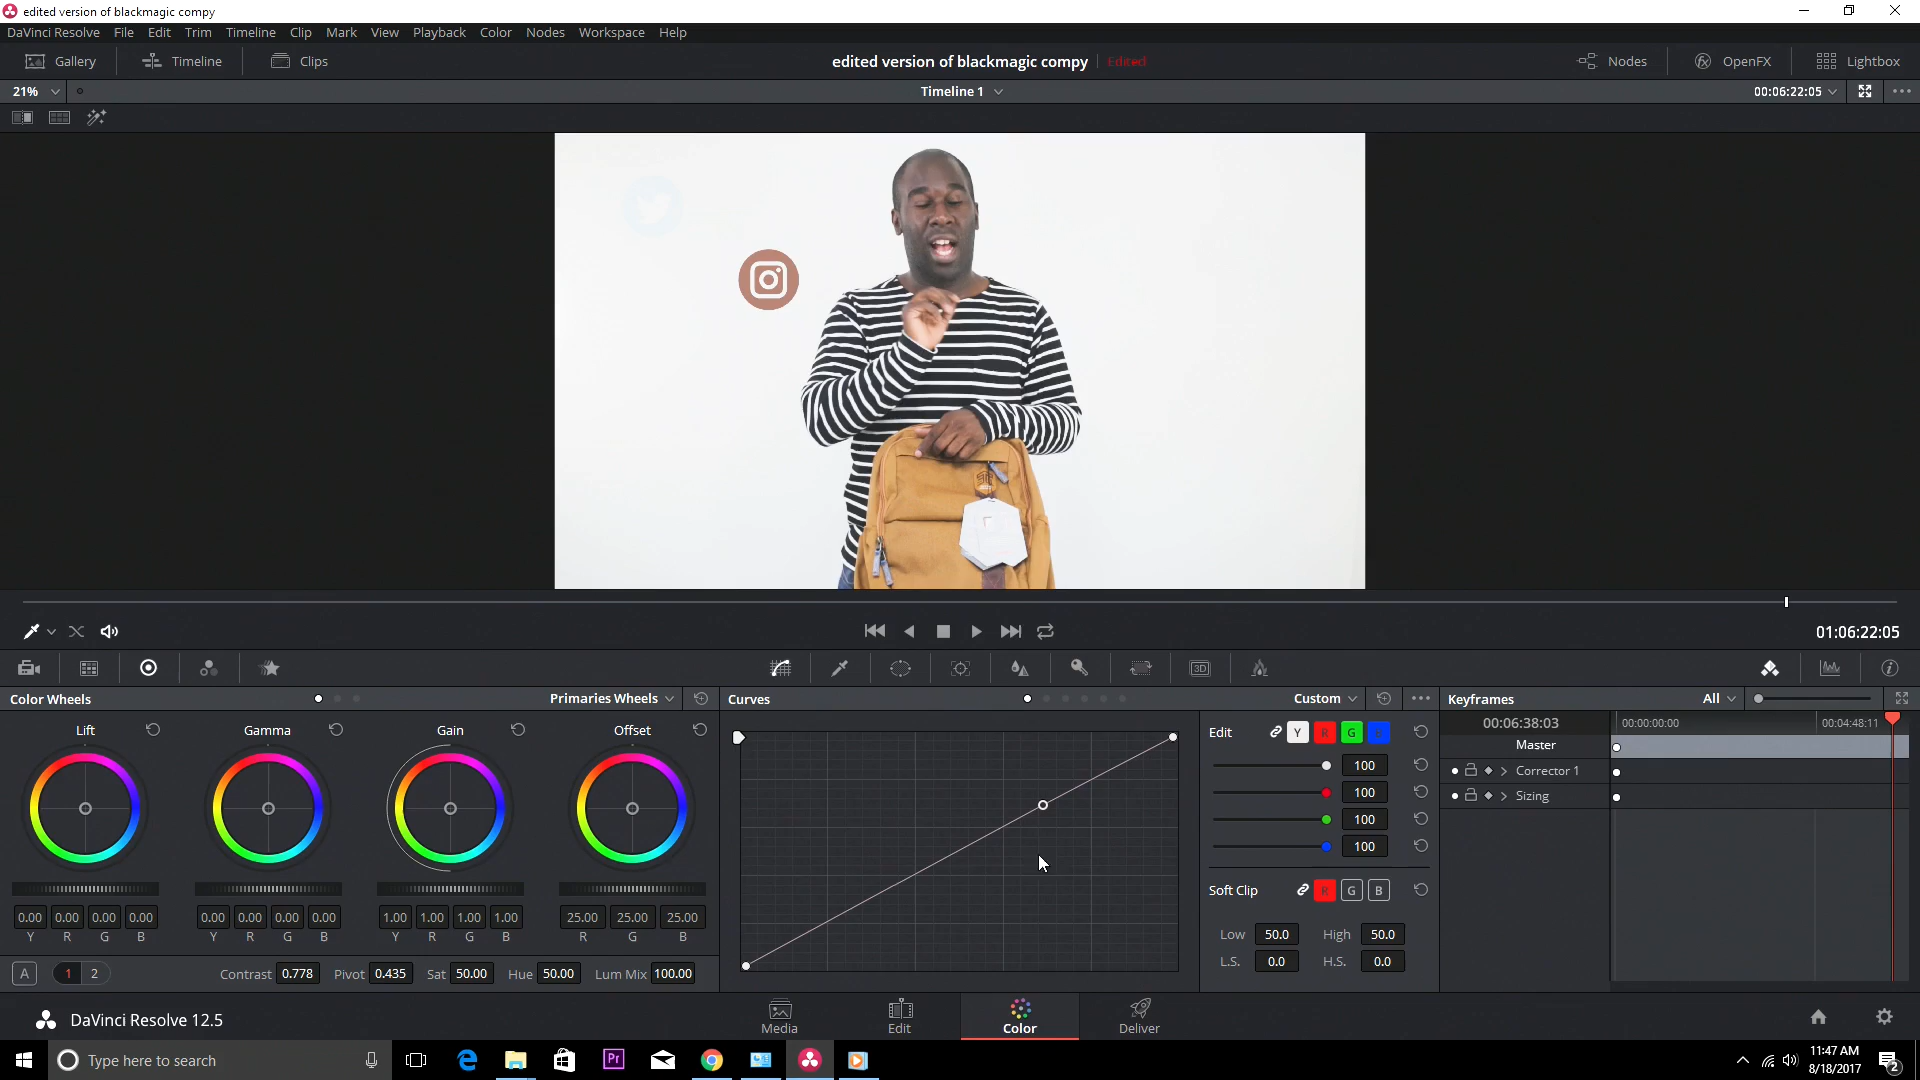 edited version of blackmagic compy
DaVinci Resolve File Edit Trim Timeline Clip Mark View Playback Color Nodes Workspace Help
Gallery Timeline Clips edited version of blackmagic compy Edited Nodes OpenFX Lightbox
21% Timeline 1 00:06:22:05
01:06:22:05
Color Wheels Primaries Wheels Curves Custom Keyframes All
Lift Gamma Gain Offset
Edit Y R G B
00:06:38:03 00:00:00:00 00:04:48:11
Master
100
Corrector 1
100
Sizing
100
100
Soft Clip R G B
0.00 0.00 0.00 0.00 0.00 0.00 0.00 0.00 1.00 1.00 1.00 1.00 25.00 25.00 25.00
Y R G B Y R G B Y R G B R G B
Low 50.0 High 50.0
L.S. 0.0 H.S. 0.0
A 1 2 Contrast 0.778 Pivot 0.435 Sat 50.00 Hue 50.00 Lum Mix 100.00
DaVinci Resolve 12.5 Media Edit Color Deliver
Type here to search
Pr
11:47 AM
8/18/2017
2
3D